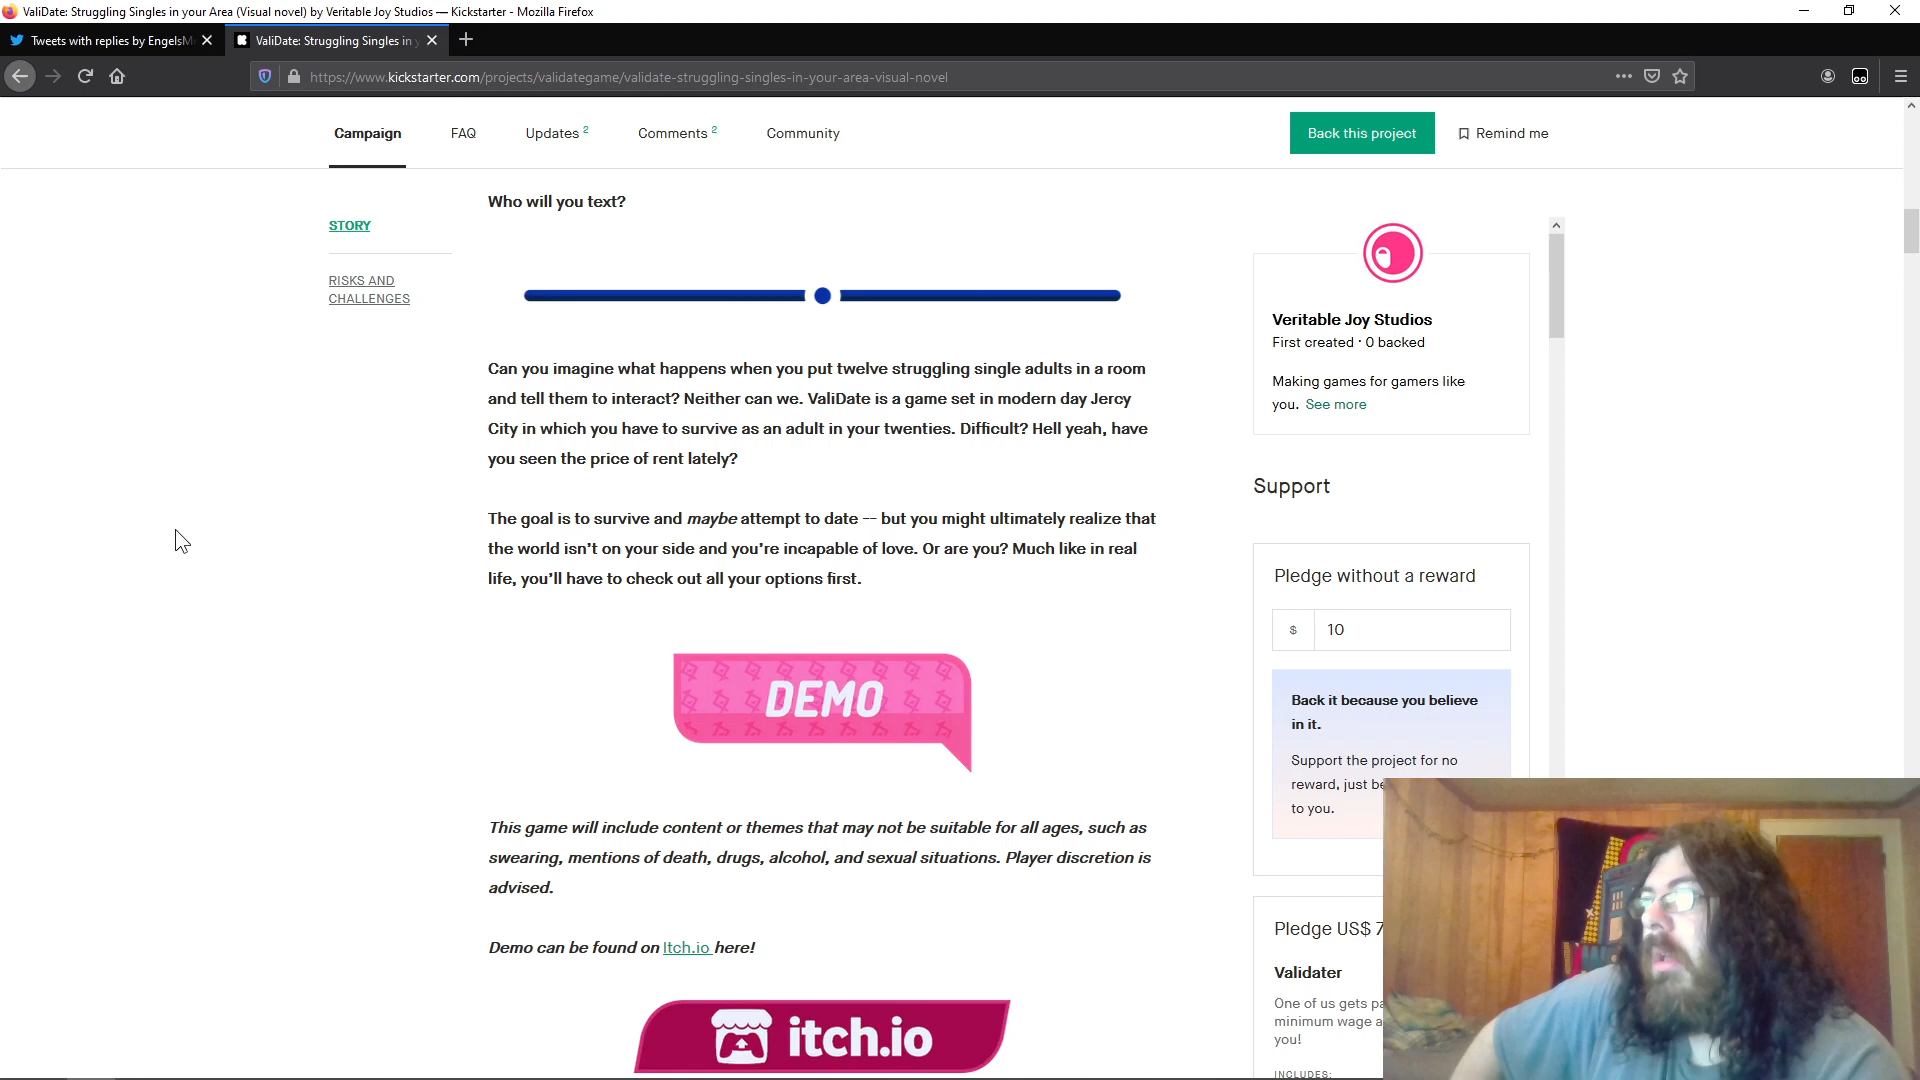 ValiDate: Struggling Singles in your Area (Visual novel) by Veritable Joy Studios — Kickstarter - Mozilla Firefox
Tweets with replies by EngelsM
ValiDate: Struggling Singles in y
https://www.kickstarter.com/projects/validategame/validate-struggling-singles-in-your-area-visual-novel
Campaign
FAQ
Updates 2
Comments 2
Community
Back this project
Remind me
STORY
RISKS AND
CHALLENGES
Who will you text?
Can you imagine what happens when you put twelve struggling single adults in a room
and tell them to interact? Neither can we. ValiDate is a game set in modern day Jercy
City in which you have to survive as an adult in your twenties. Difficult? Hell yeah, have
you seen the price of rent lately?
The goal is to survive and maybe attempt to date -- but you might ultimately realize that
the world isn't on your side and you're incapable of love. Or are you? Much like in real
life, you'll have to check out all your options first.
DEMO
This game will include content or themes that may not be suitable for all ages, such as
swearing, mentions of death, drugs, alcohol, and sexual situations. Player discretion is
advised.
Demo can be found on Itch.io here!
itch.io
Veritable Joy Studios
First created · 0 backed
Making games for gamers like
you. See more
Support
Pledge without a reward
$ 10
Back it because you believe
in it.
Support the project for no
reward, just be
to you.
Pledge US$ 7
Validater
One of us gets pa
minimum wage a
you!
INCLUDES: